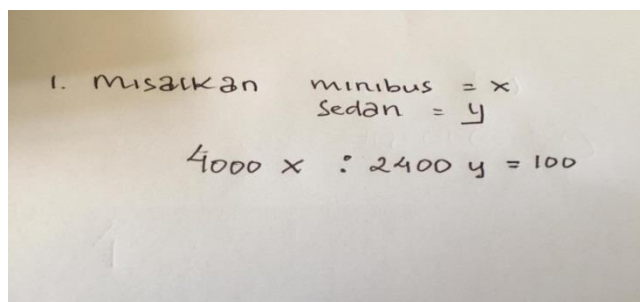 1. Misalkan minibus = x
Sedan = y
4000 x : 2400 y = 100